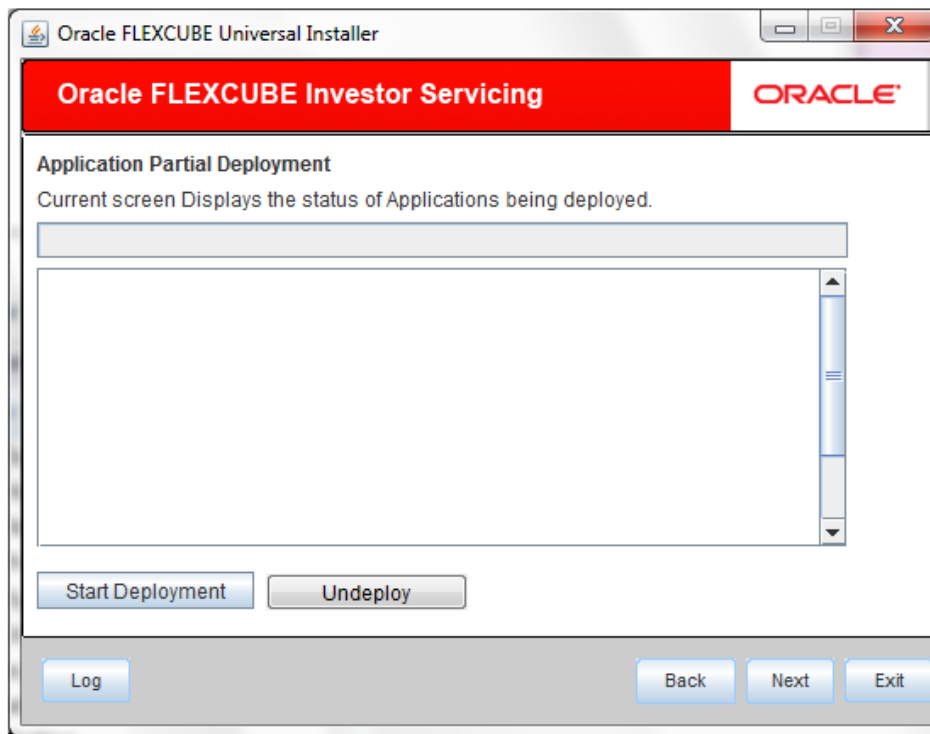 Oracle FLEXCUBE Universal Installer
Oracle FLEXCUBE Investor Servicing
ORACLE
Application Partial Deployment
Current screen Displays the status of Applications being deployed.
Start Deployment Undeploy
Log Back Next Exit